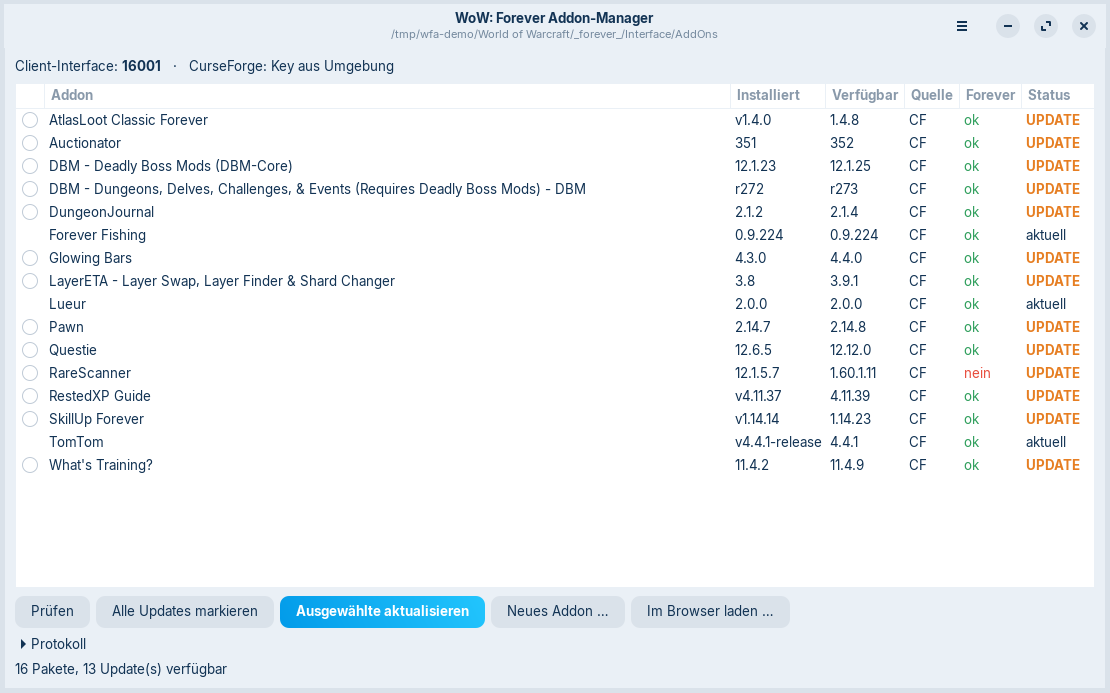 WoW: Forever Addon-Manager
/tmp/wfa-demo/World of Warcraft/_forever_/Interface/AddOns
Client-Interface: 16001 · CurseForge: Key aus Umgebung
Addon Installiert Verfügbar Quelle Forever Status
AtlasLoot Classic Forever v1.4.0 1.4.8 CF ok UPDATE
Auctionator 351 352 CF ok UPDATE
DBM - Deadly Boss Mods (DBM-Core) 12.1.23 12.1.25 CF ok UPDATE
DBM - Dungeons, Delves, Challenges, & Events (Requires Deadly Boss Mods) - DBM r272 r273 CF ok UPDATE
DungeonJournal 2.1.2 2.1.4 CF ok UPDATE
Forever Fishing 0.9.224 0.9.224 CF ok aktuell
Glowing Bars 4.3.0 4.4.0 CF ok UPDATE
LayerETA - Layer Swap, Layer Finder & Shard Changer 3.8 3.9.1 CF ok UPDATE
Lueur 2.0.0 2.0.0 CF ok aktuell
Pawn 2.14.7 2.14.8 CF ok UPDATE
Questie 12.6.5 12.12.0 CF ok UPDATE
RareScanner 12.1.5.7 1.60.1.11 CF nein UPDATE
RestedXP Guide v4.11.37 4.11.39 CF ok UPDATE
SkillUp Forever v1.14.14 1.14.23 CF ok UPDATE
TomTom v4.4.1-release 4.4.1 CF ok aktuell
What's Training? 11.4.2 11.4.9 CF ok UPDATE
Prüfen Alle Updates markieren Ausgewählte aktualisieren Neues Addon ... Im Browser laden ...
Protokoll
16 Pakete, 13 Update(s) verfügbar